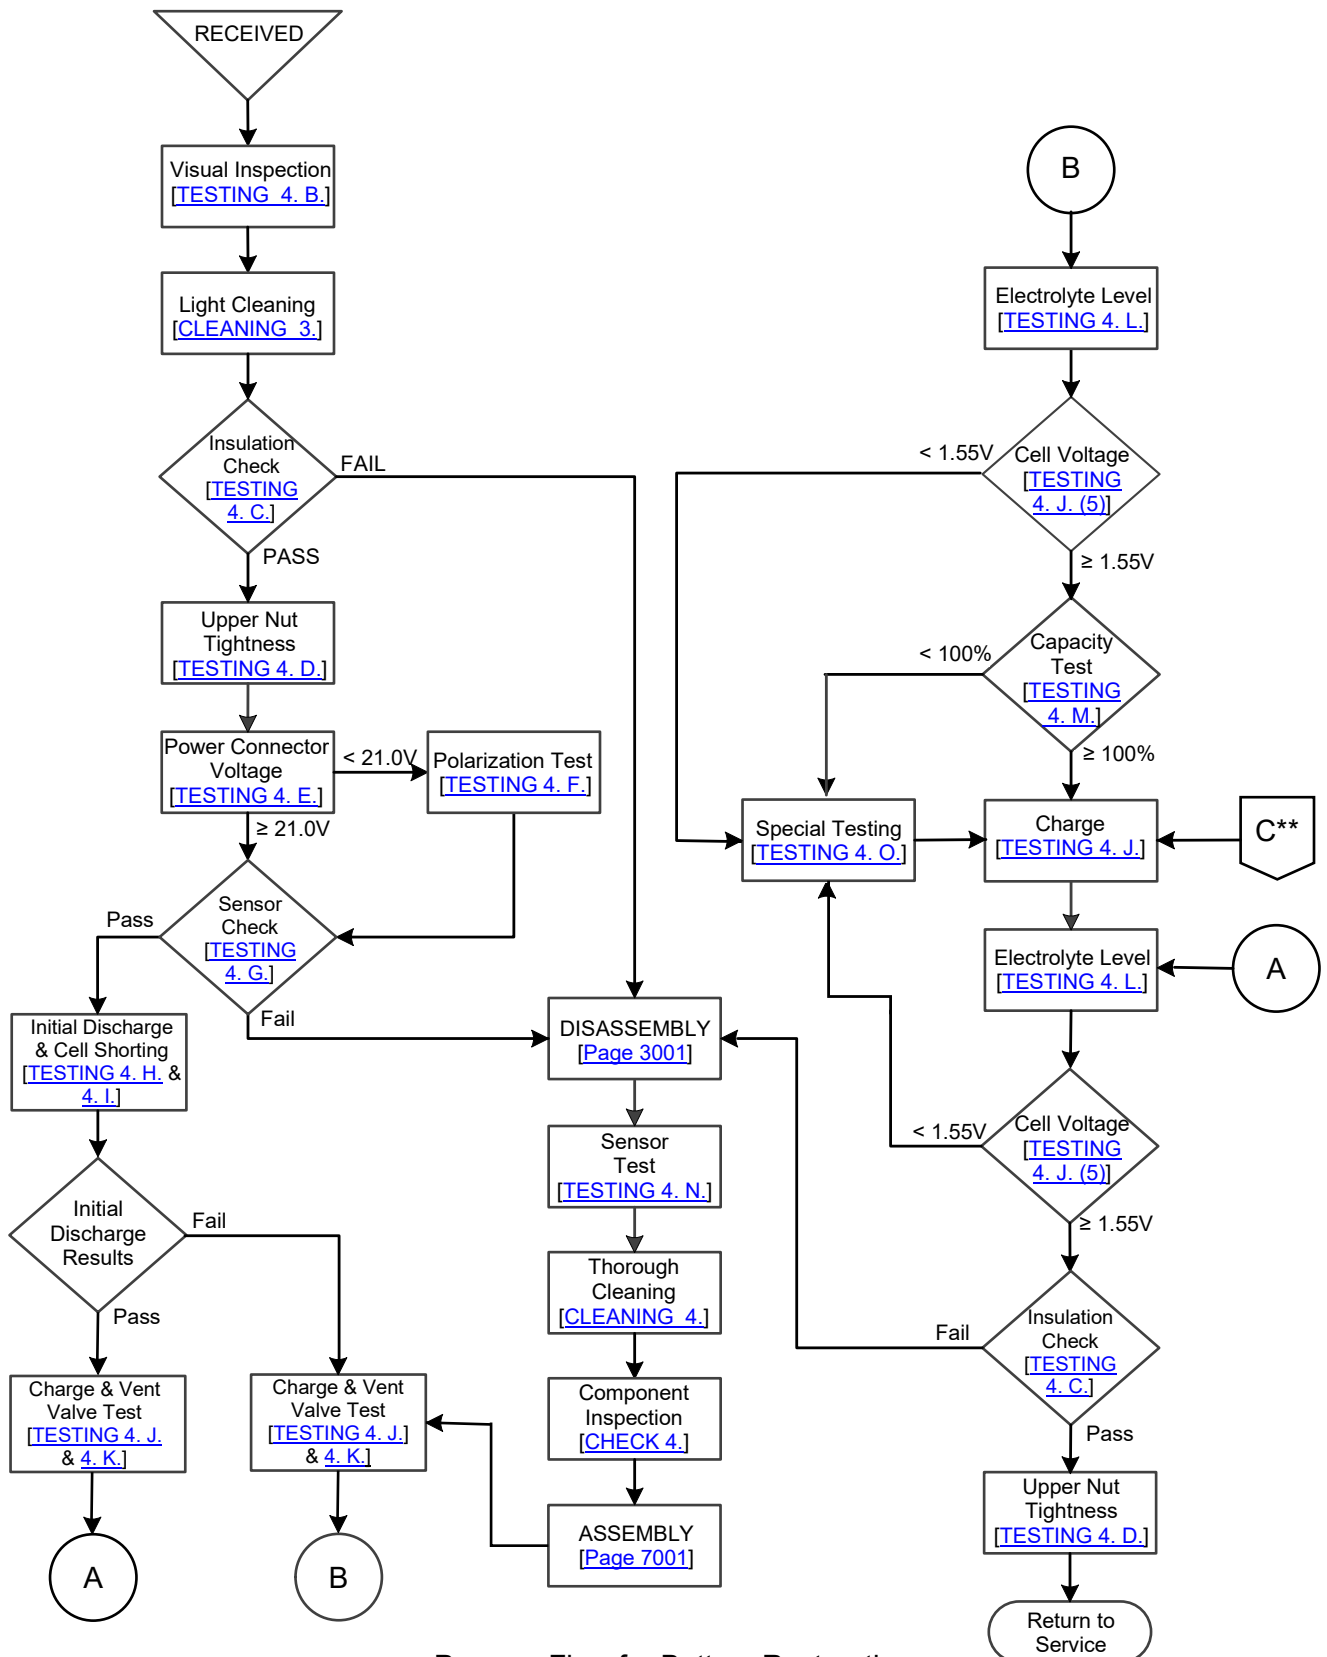 RECEIVED
Visual Inspection
[TESTING 4. B.]
Light Cleaning
[CLEANING 3.]
Insulation
Check
[TESTING
4. C.]
FAIL
PASS
Upper Nut
Tightness
[TESTING 4. D.]
Power Connector
Voltage
[TESTING 4. E.]
< 21.0V
Polarization Test
[TESTING 4. F.]
≥ 21.0V
Sensor
Check
[TESTING
4. G.]
Pass
Fail
Initial Discharge
& Cell Shorting
[TESTING 4. H. &
4. I.]
Initial
Discharge
Results
Fail
Pass
Charge & Vent
Valve Test
[TESTING 4. J.
& 4. K.]
A
Charge & Vent
Valve Test
[TESTING 4. J.]
& 4. K.]
B
DISASSEMBLY
[Page 3001]
Sensor
Test
[TESTING 4. N.]
Thorough
Cleaning
[CLEANING 4.]
Component
Inspection
[CHECK 4.]
ASSEMBLY
[Page 7001]
B
Electrolyte Level
[TESTING 4. L.]
< 1.55V
Cell Voltage
[TESTING
4. J. (5)]
≥ 1.55V
< 100%
Capacity
Test
[TESTING
4. M.]
≥ 100%
Special Testing
[TESTING 4. O.]
Charge
[TESTING 4. J.]
C**
Electrolyte Level
[TESTING 4. L.]
A
< 1.55V
Cell Voltage
[TESTING
4. J. (5)]
≥ 1.55V
Fail
Insulation
Check
[TESTING
4. C.]
Pass
Upper Nut
Tightness
[TESTING 4. D.]
Return to
Service